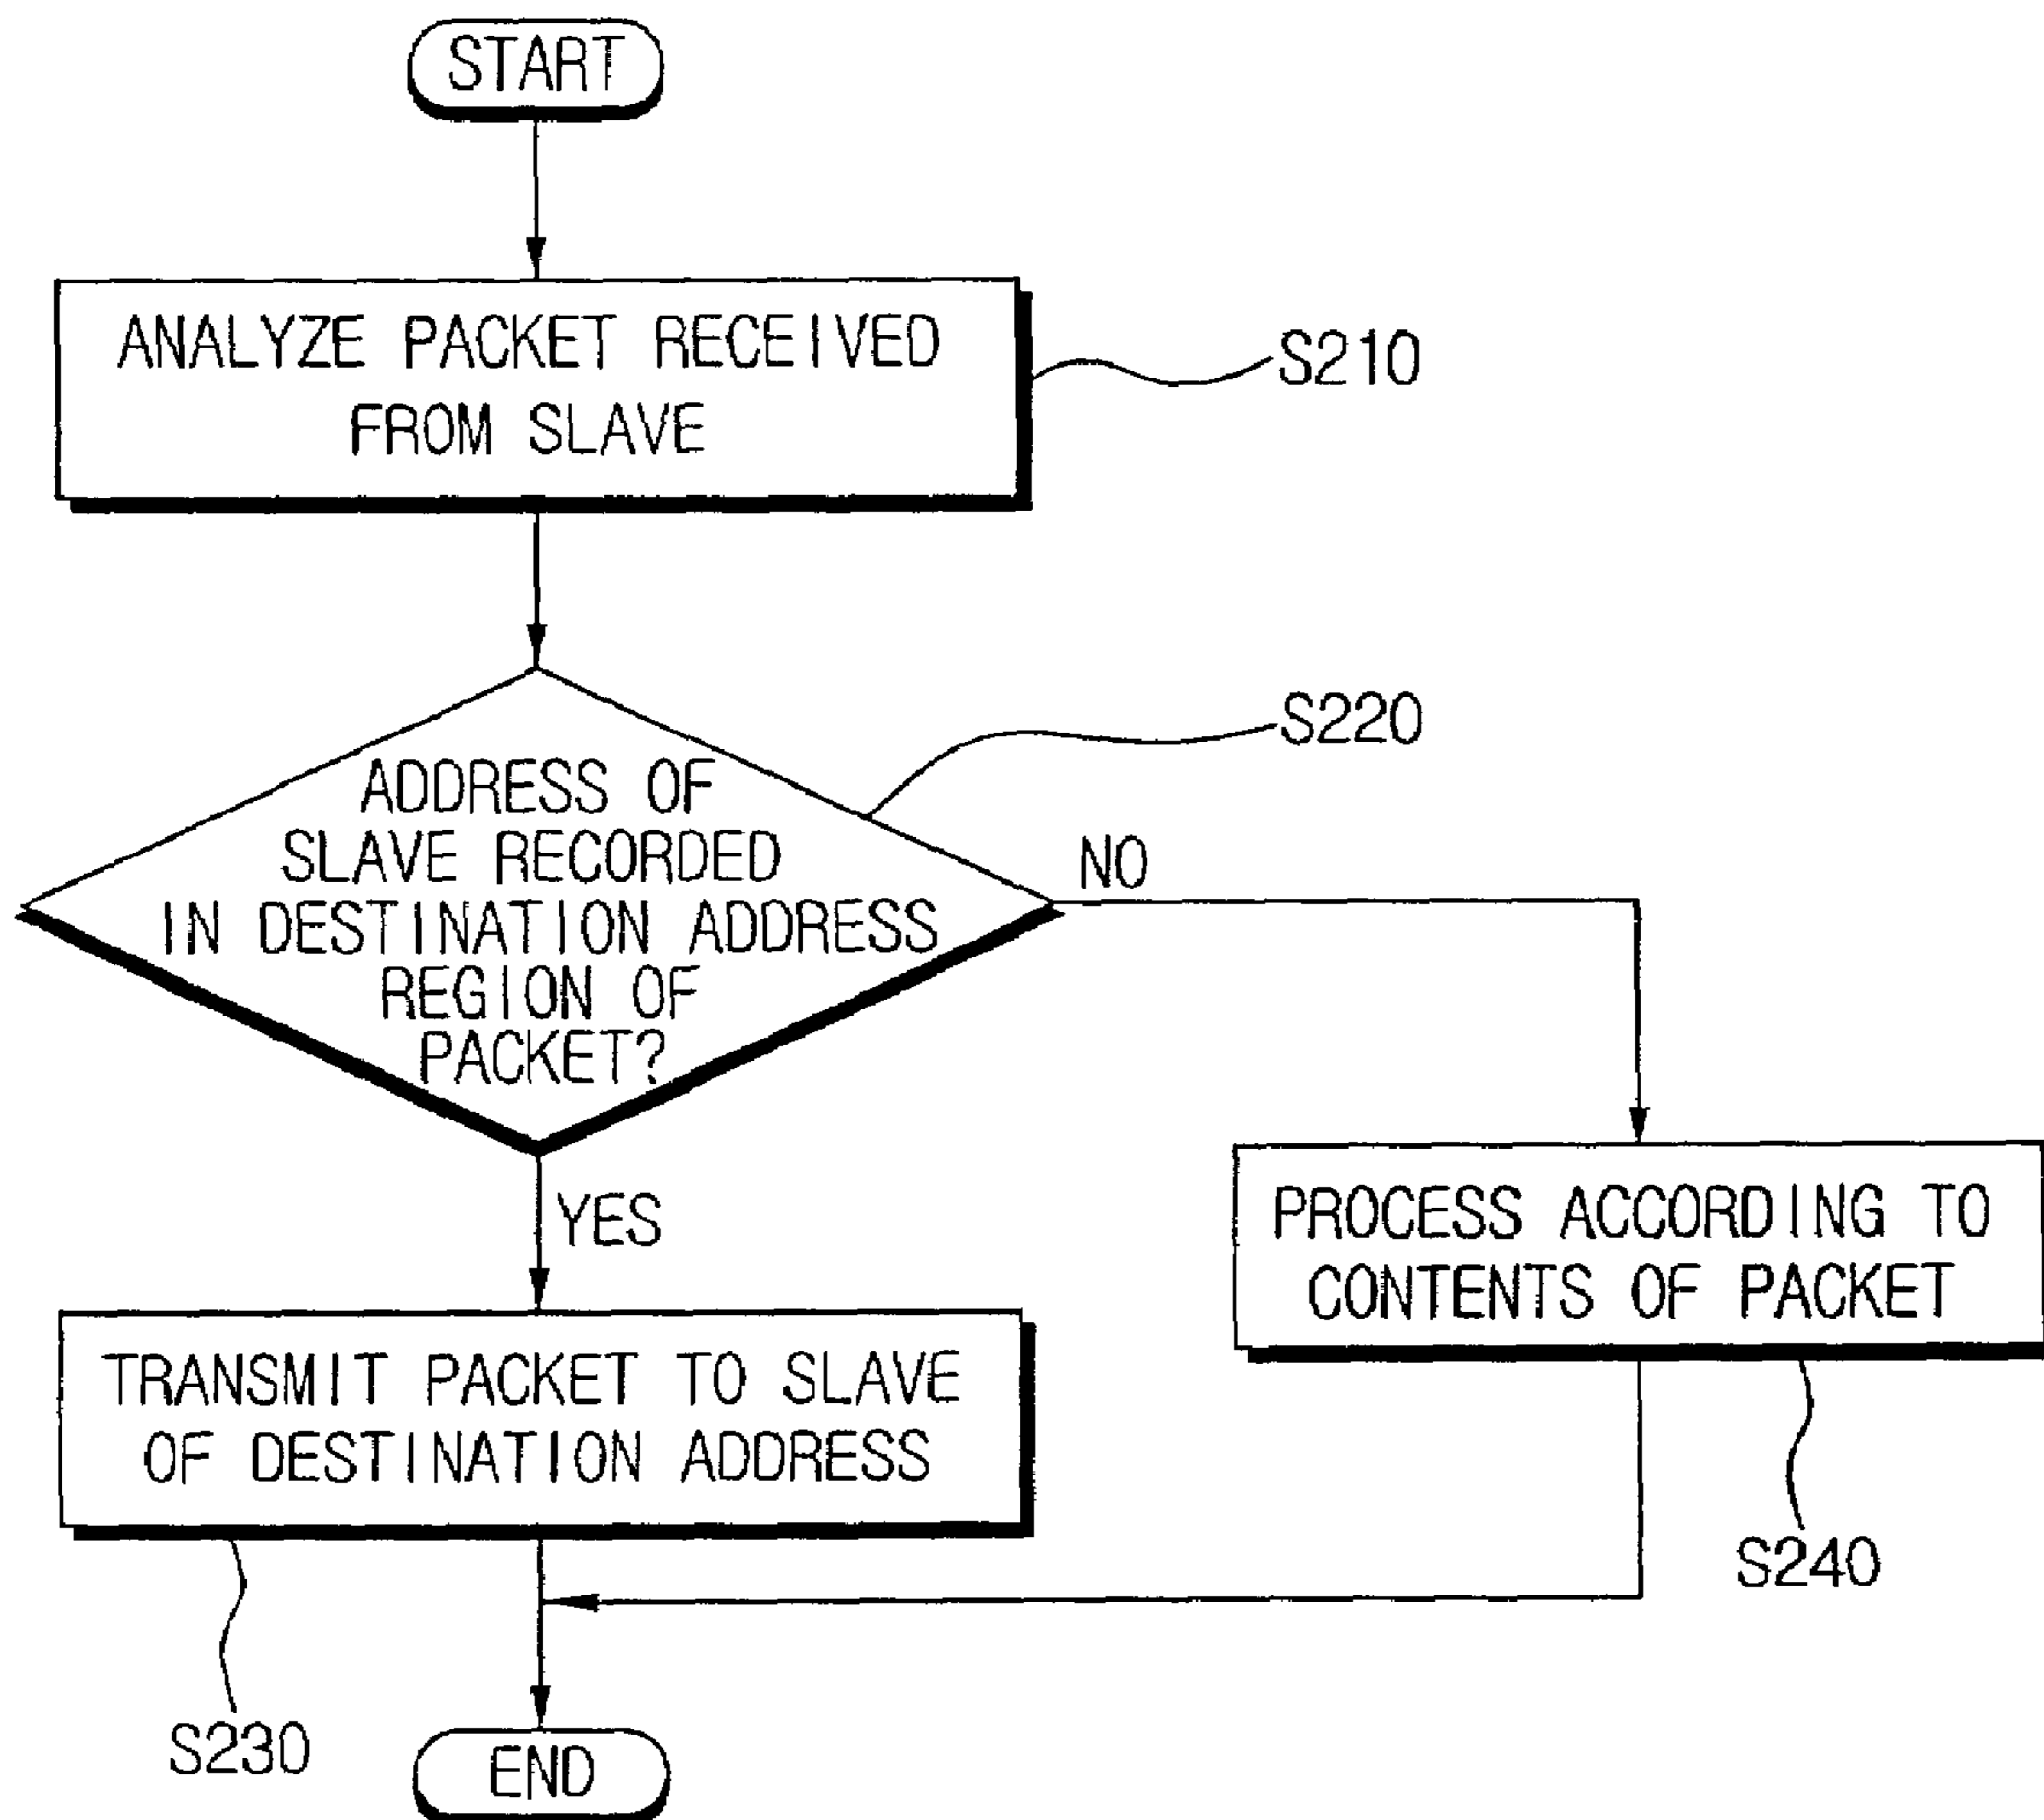 START
ANALYZE PACKET RECEIVED
FROM SLAVE
S210
S220
ADDRESS OF
SLAVE RECORDED
IN DESTINATION ADDRESS
REGION OF
PACKET?
NO
YES
PROCESS ACCORDING TO
CONTENTS OF PACKET
TRANSMIT PACKET TO SLAVE
OF DESTINATION ADDRESS
S240
S230
END